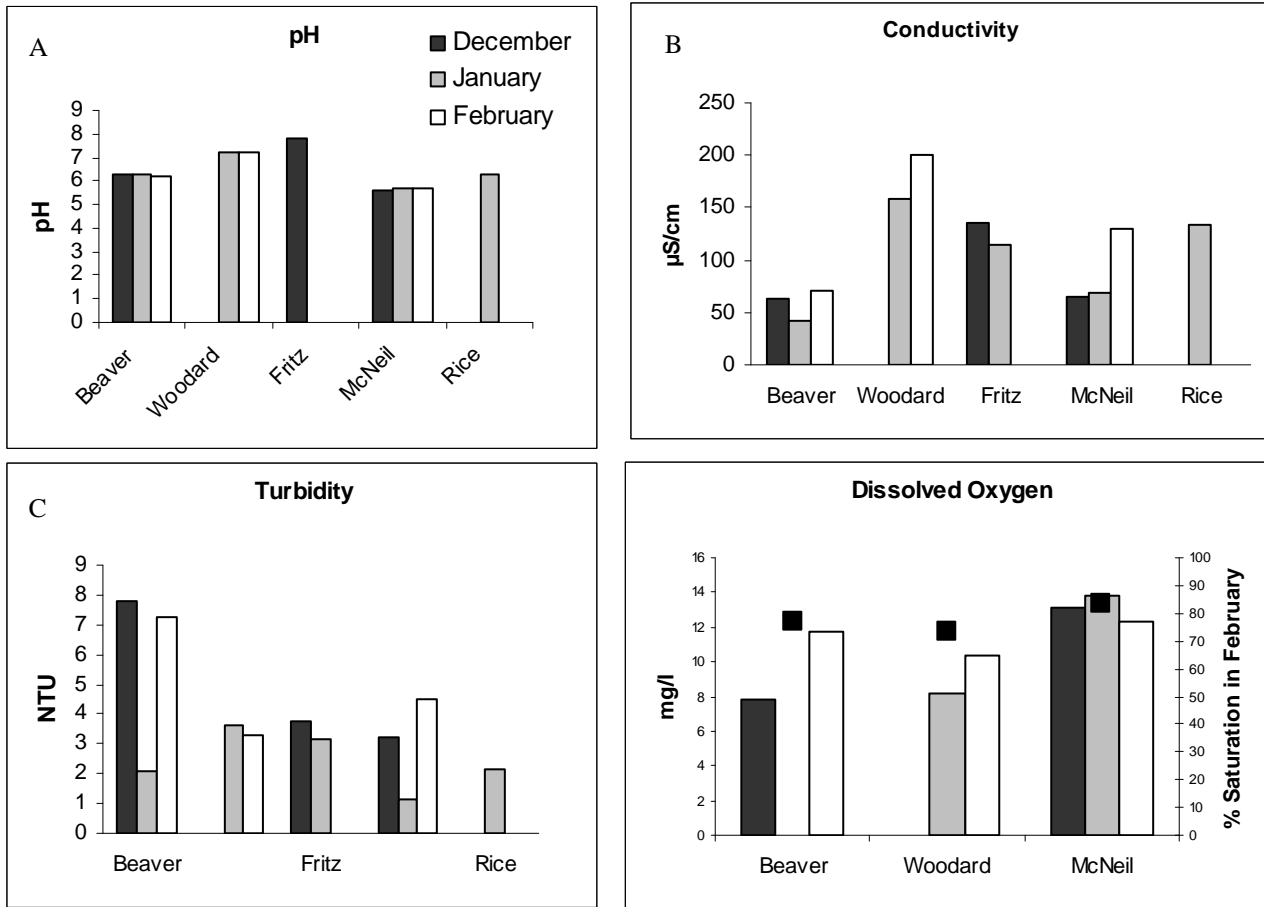 A
pH
December
January
February
9
8
7
6
5
4
3
2
1
0
pH
Beaver
Woodard
Fritz
McNeil
Rice
B
Conductivity
250
200
150
100
50
0
µS/cm
Beaver Woodard Fritz McNeil Rice
C
Turbidity
9
8
7
6
5
4
3
2
1
0
NTU
Beaver Fritz Rice
Dissolved Oxygen
16
14
12
10
8
6
4
2
0
mg/l
100
90
80
70
60
50
40
30
20
10
0
% Saturation in February
Beaver Woodard McNeil